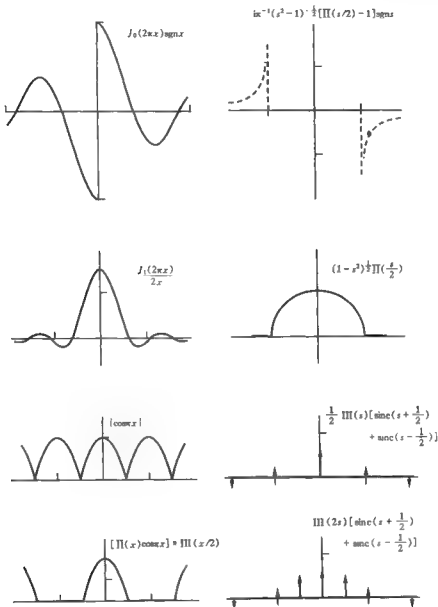 J₀(2πx)sgnx
iπ⁻¹(s²−1)^-½[∏(s/2)−1]sgns
J₁(2πx)/2x
(1−s²)^½∏(s/2)
|cosπx|
½ III(s)[sinc(s+½)
+ sinc(s−½)]
[∏(x)cosπx] * III(x/2)
III(2s)[sinc(s+½)
+ sinc(s−½)]